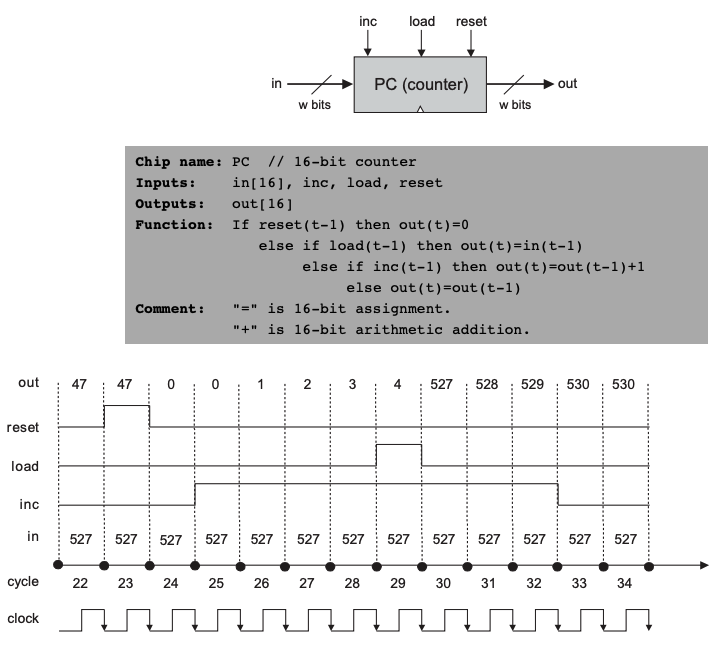 inc load reset
in PC (counter) out
w bits w bits
Chip name: PC // 16-bit counter
Inputs: in[16], inc, load, reset
Outputs: out[16]
Function: If reset(t-1) then out(t)=0
else if load(t-1) then out(t)=in(t-1)
else if inc(t-1) then out(t)=out(t-1)+1
else out(t)=out(t-1)
Comment: "=" is 16-bit assignment.
"+" is 16-bit arithmetic addition.
out 47 47 0 0 1 2 3 4 527 528 529 530 530
reset
load
inc
in 527 527 527 527 527 527 527 527 527 527 527 527 527
cycle 22 23 24 25 26 27 28 29 30 31 32 33 34
clock